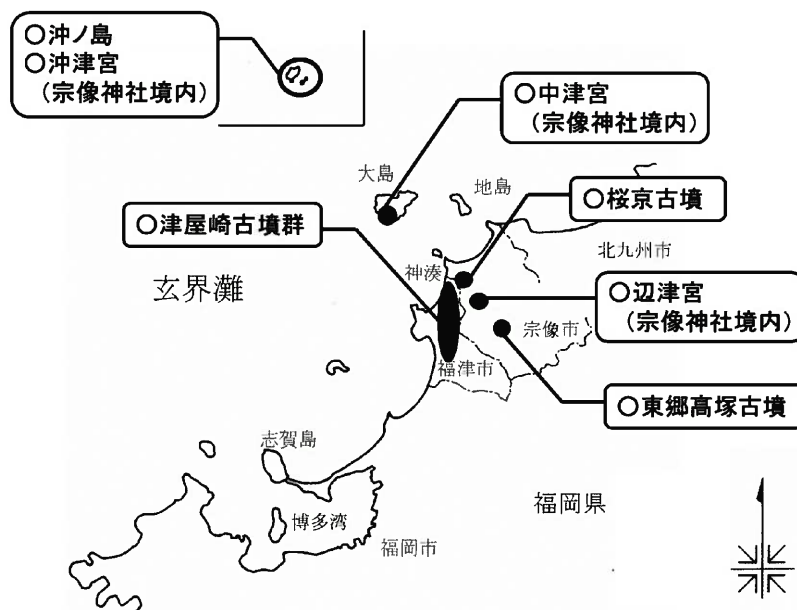 ○沖ノ島
○沖津宮
(宗像神社境内)
○中津宮
(宗像神社境内)
大島
地島
○桜京古墳
○津屋崎古墳群
北九州市
神湊
玄界灘
○辺津宮
(宗像神社境内)
宗像市
福津市
○東郷高塚古墳
志賀島
福岡県
博多湾
福岡市